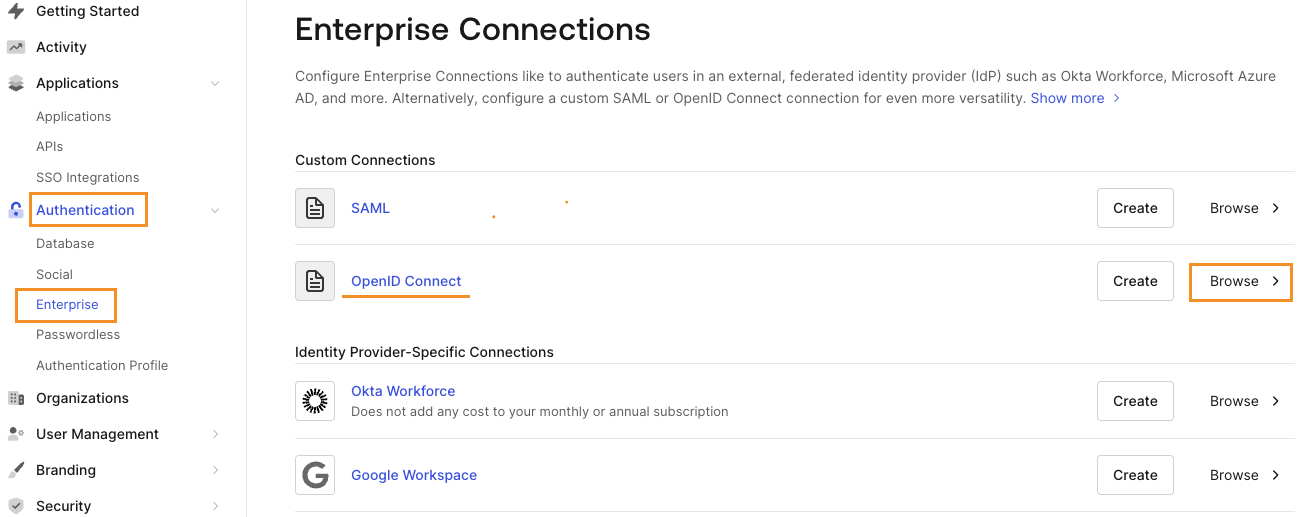 Getting Started
Activity
Applications
Applications
APIs
SSO Integrations
Authentication
Database
Social
Enterprise
Passwordless
Authentication Profile
Organizations
User Management
Branding
Security
Enterprise Connections
Configure Enterprise Connections like to authenticate users in an external, federated identity provider (IdP) such as Okta Workforce, Microsoft Azure
AD, and more. Alternatively, configure a custom SAML or OpenID Connect connection for even more versatility. Show more
Custom Connections
SAML Create Browse
OpenID Connect Create Browse
Identity Provider-Specific Connections
Okta Workforce
Does not add any cost to your monthly or annual subscription
Create Browse
Google Workspace Create Browse